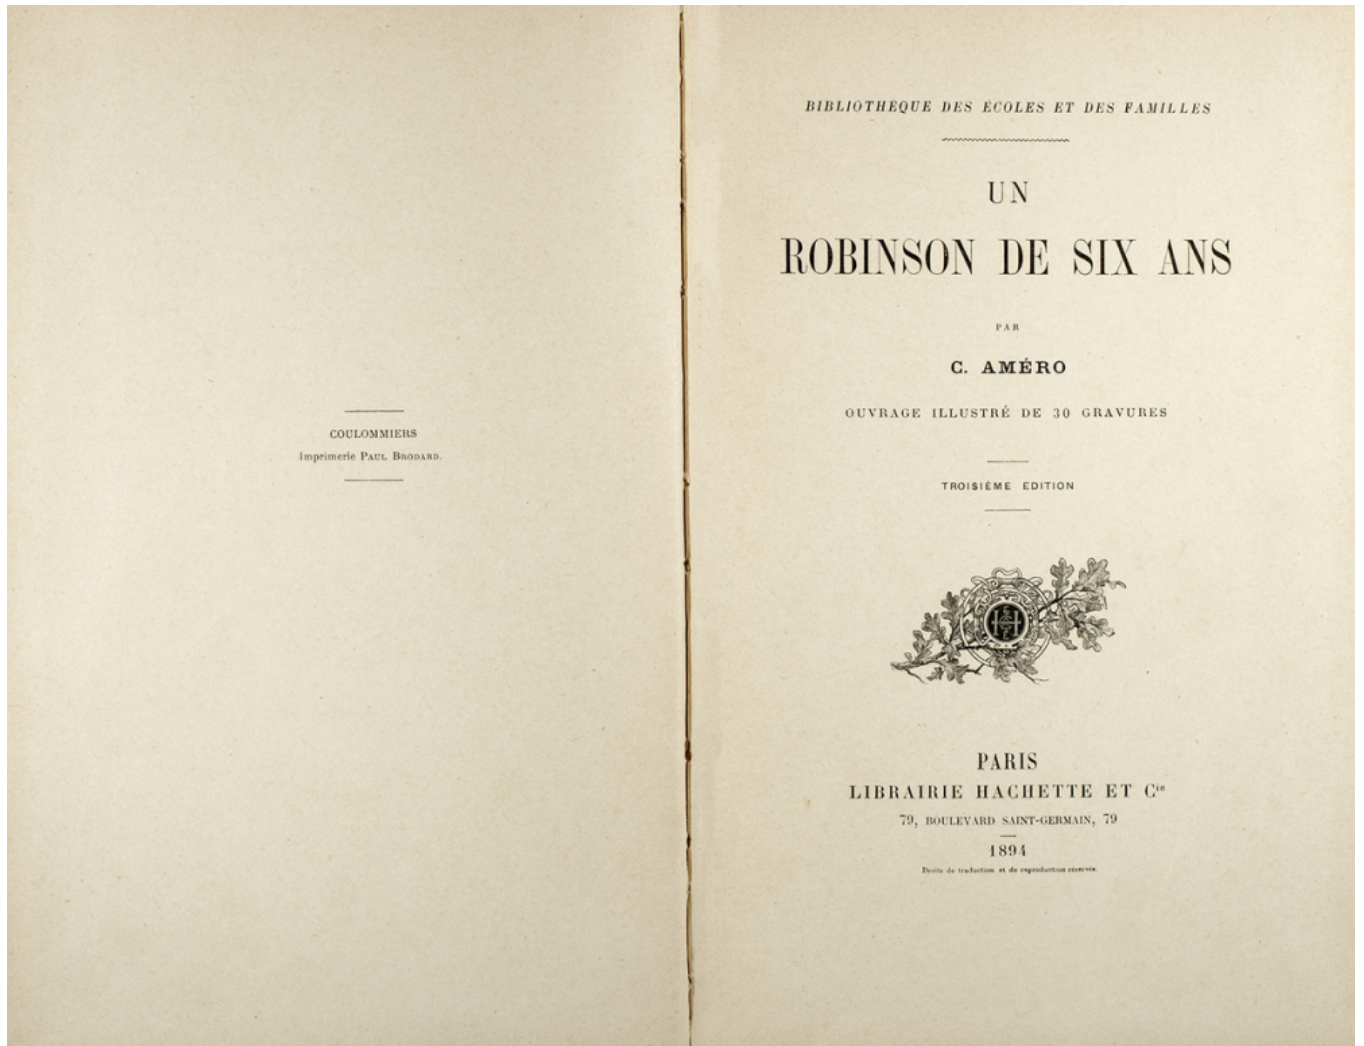 COULOMMIERS
Imprimerie PAUL BRODARD.
BIBLIOTHÈQUE DES ÉCOLES ET DES FAMILLES
UN
ROBINSON DE SIX ANS
PAR
C. AMÉRO
OUVRAGE ILLUSTRÉ DE 30 GRAVURES
TROISIÈME ÉDITION
H
PARIS
LIBRAIRIE HACHETTE ET Cie
79, BOULEVARD SAINT-GERMAIN, 79
1894
Droits de traduction et de reproduction réservés.